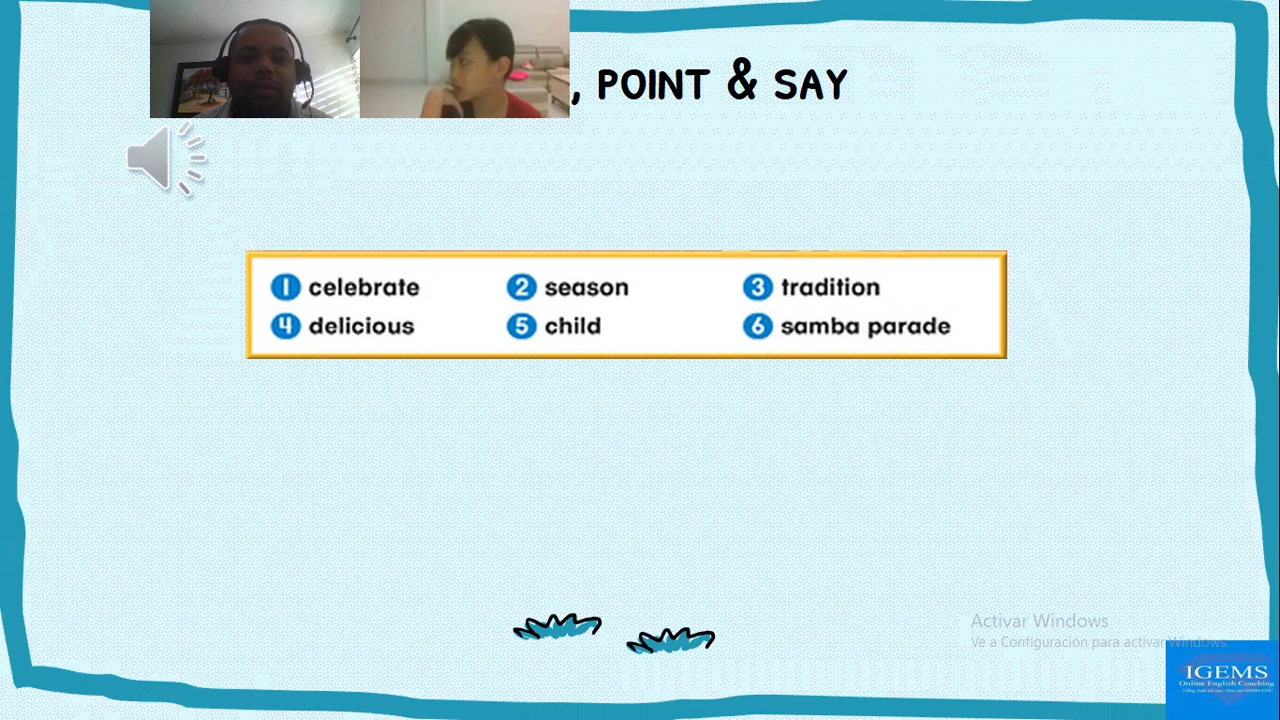 , POINT & SAY
1 celebrate 2 season 3 tradition
4 delicious 5 child 6 samba parade
Activar Windows
Ve a Configuración para activar Windows.
IGEMS
Online English Coaching